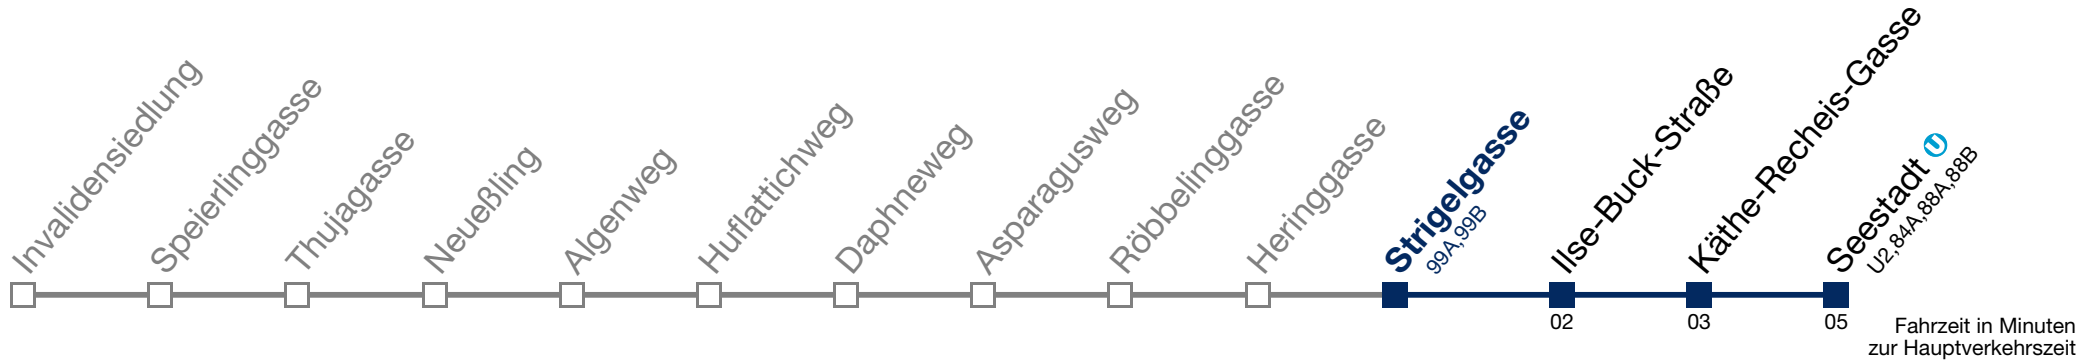 Invalidensiedlung
Speierlinggasse
Thujagasse
Neueßling
Algenweg
Huflattichweg
Daphneweg
Asparagusweg
Röbbelinggasse
Heringgasse
Strigelgasse
99A,99B
Ilse-Buck-Straße
Käthe-Recheis-Gasse
Seestadt U
U2,84A,88A,88B
02
03
05
Fahrzeit in Minuten
zur Hauptverkehrszeit